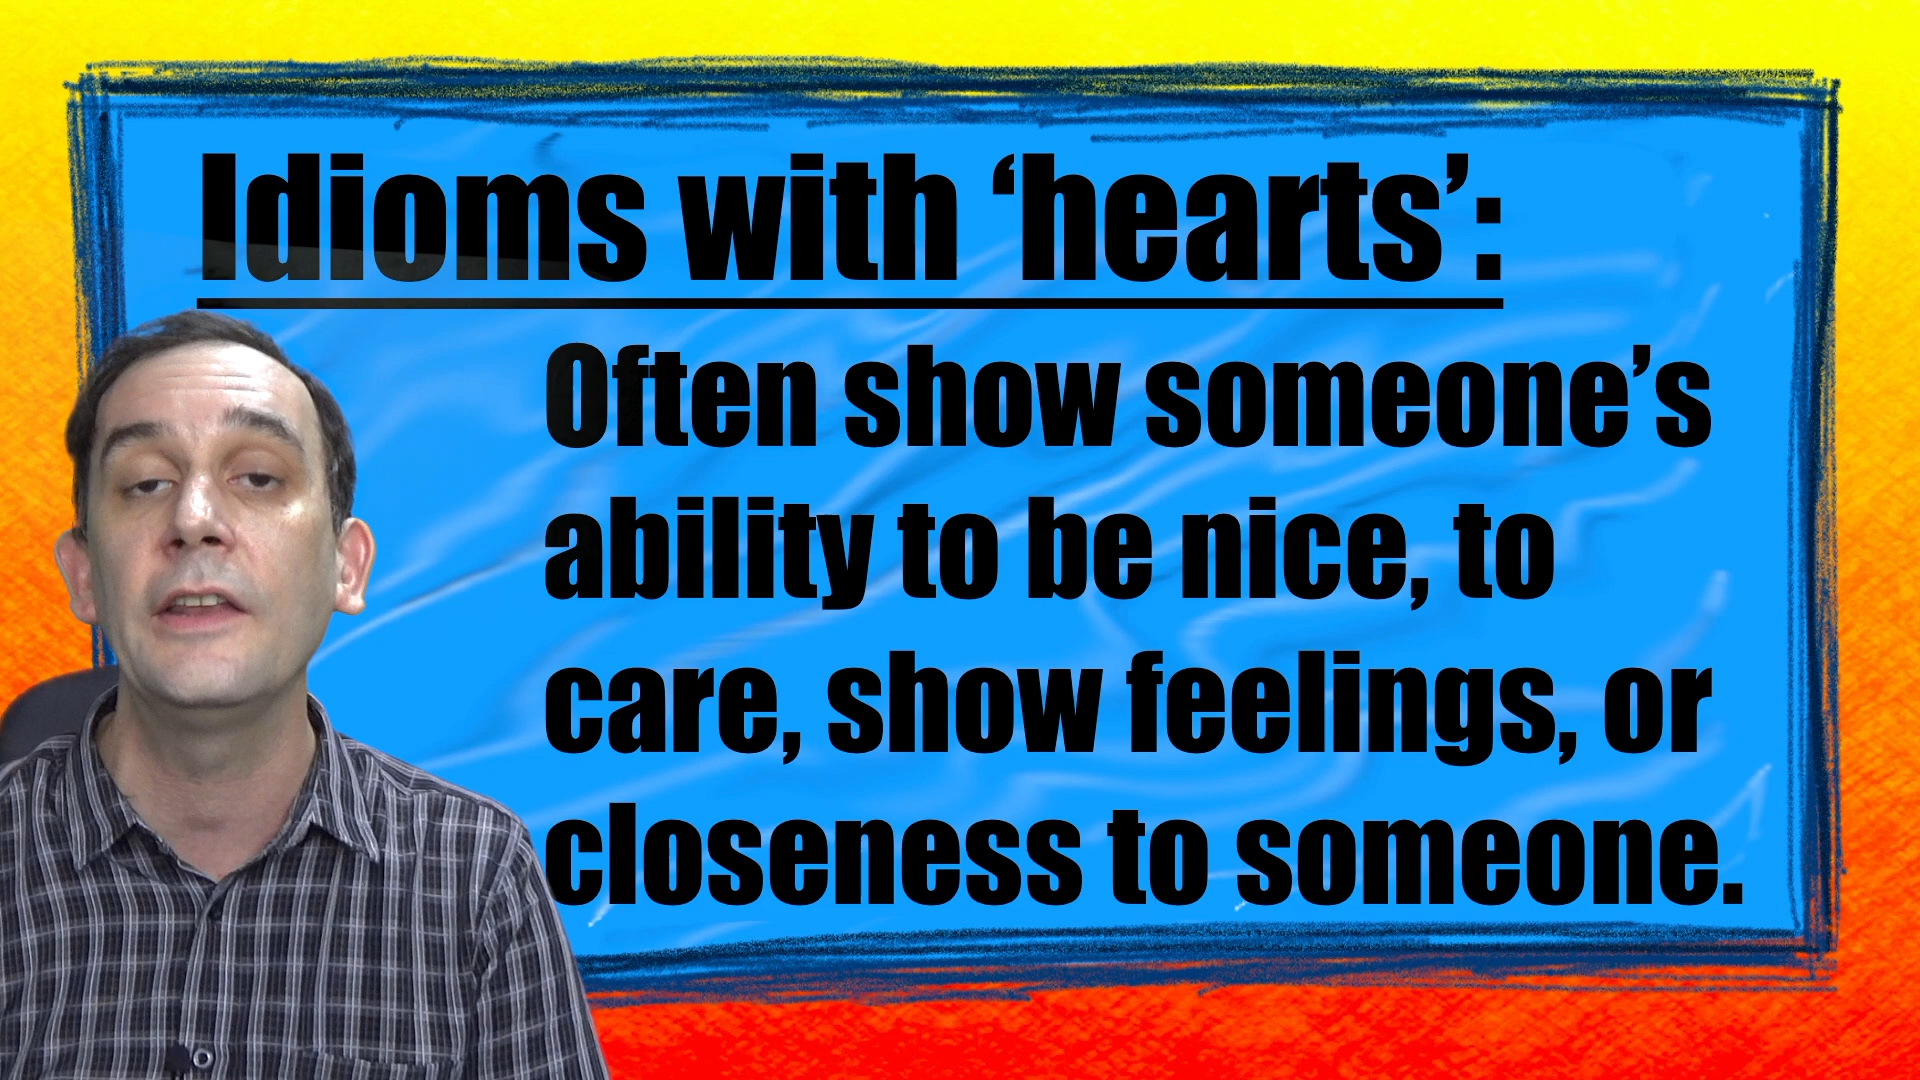 Idioms with ‘hearts’:
Often show someone’s
ability to be nice, to
care, show feelings, or
closeness to someone.